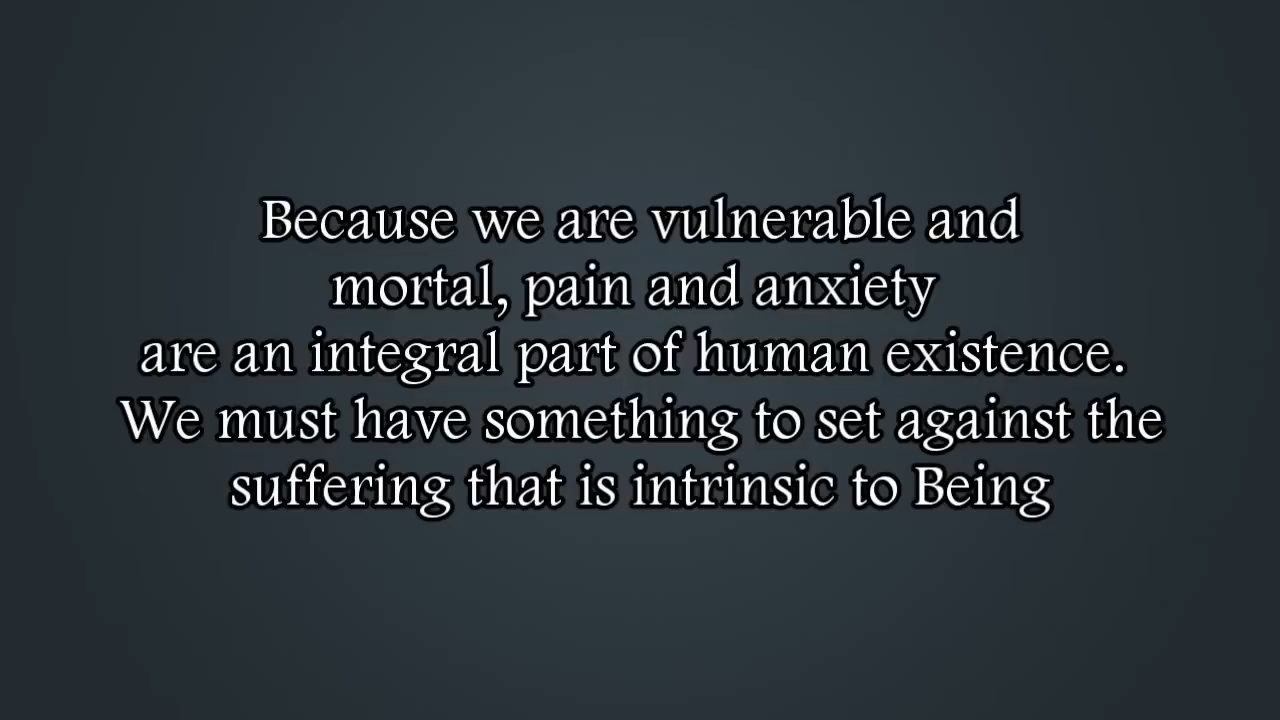 Because we are vulnerable and
mortal, pain and anxiety
are an integral part of human existence.
We must have something to set against the
suffering that is intrinsic to Being